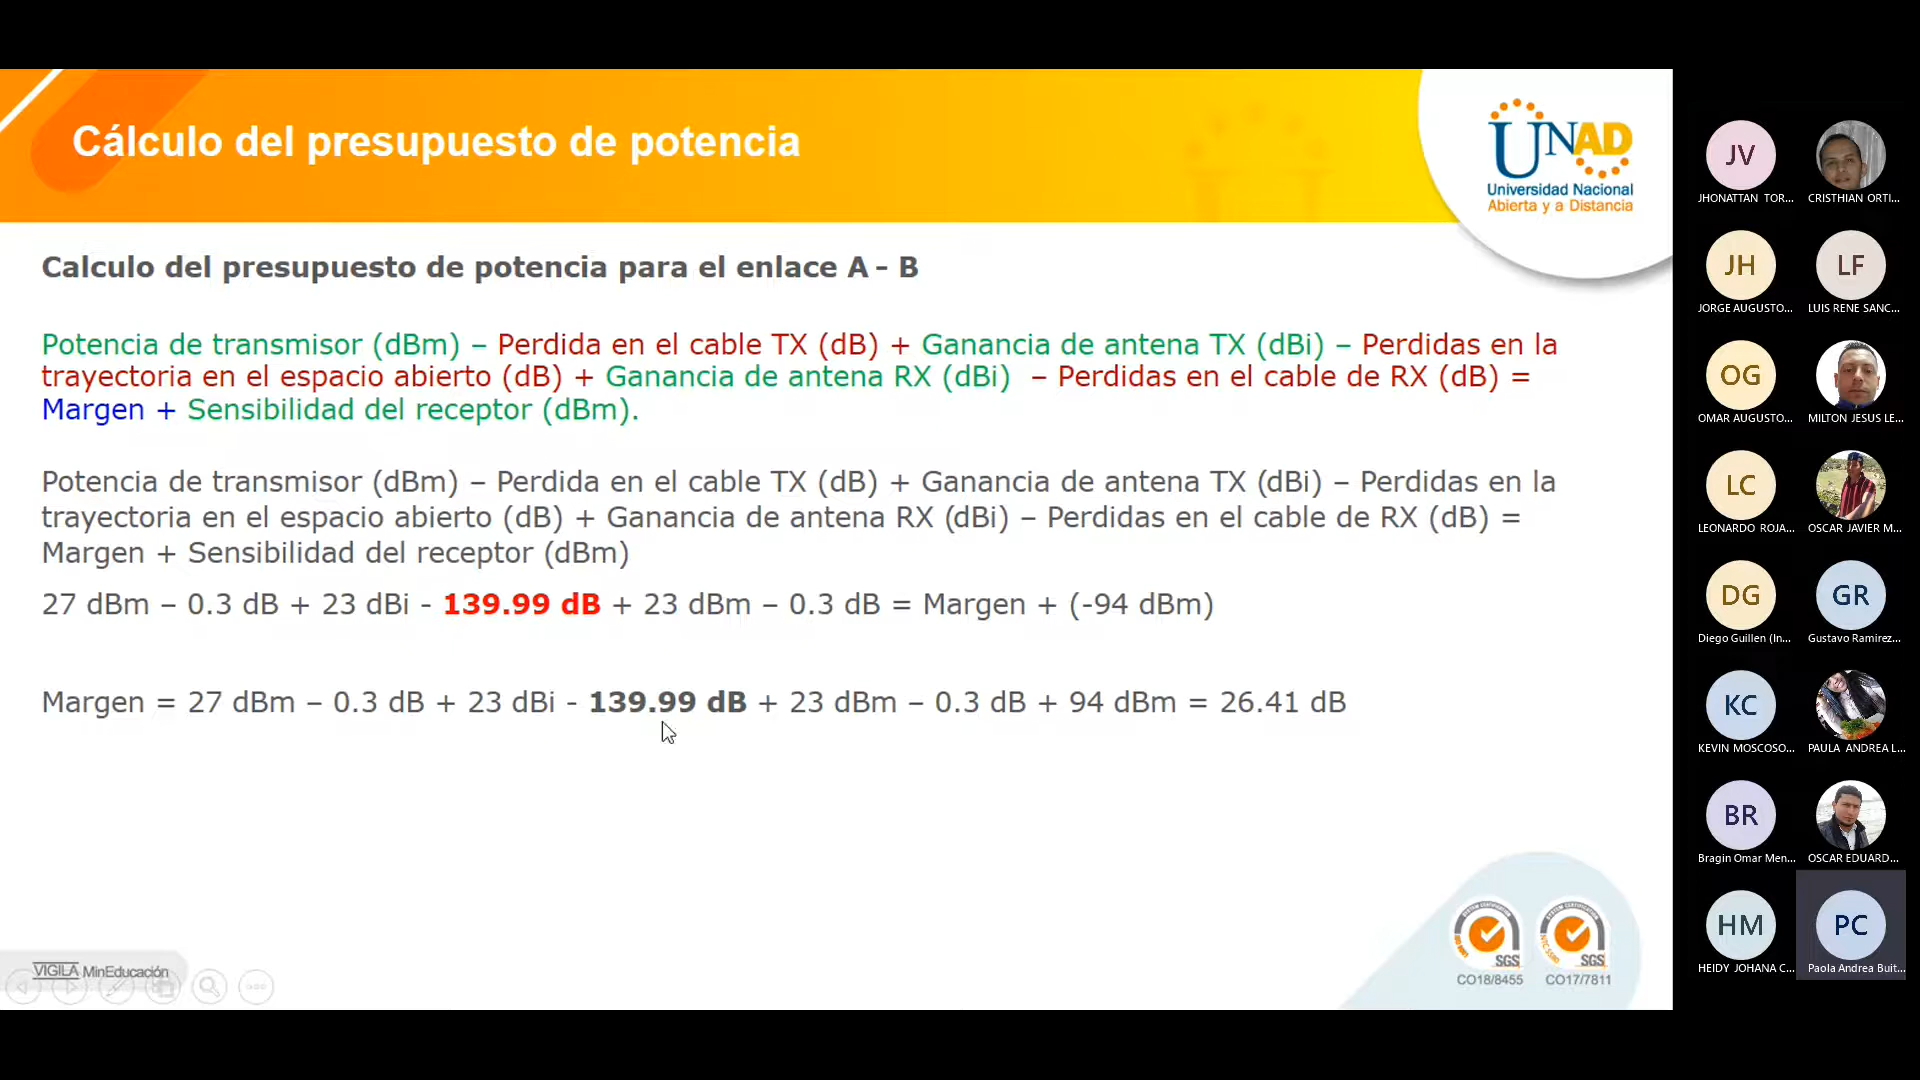 Cálculo del presupuesto de potencia
UNAD
Universidad Nacional
Abierta y a Distancia
Calculo del presupuesto de potencia para el enlace A - B
Potencia de transmisor (dBm) – Perdida en el cable TX (dB) + Ganancia de antena TX (dBi) – Perdidas en la
trayectoria en el espacio abierto (dB) + Ganancia de antena RX (dBi) – Perdidas en el cable de RX (dB) =
Margen + Sensibilidad del receptor (dBm).
Potencia de transmisor (dBm) – Perdida en el cable TX (dB) + Ganancia de antena TX (dBi) – Perdidas en la
trayectoria en el espacio abierto (dB) + Ganancia de antena RX (dBi) – Perdidas en el cable de RX (dB) =
Margen + Sensibilidad del receptor (dBm)
27 dBm – 0.3 dB + 23 dBi - 139.99 dB + 23 dBm – 0.3 dB = Margen + (-94 dBm)
Margen = 27 dBm – 0.3 dB + 23 dBi - 139.99 dB + 23 dBm – 0.3 dB + 94 dBm = 26.41 dB
VIGILA MinEducación
SGS
SGS
CO18/8455
CO17/7811
JV
JHONATTAN TOR...
CRISTHIAN ORTI...
JH
LF
JORGE AUGUSTO...
LUIS RENE SANC...
OG
OMAR AUGUSTO...
MILTON JESUS LE...
LC
LEONARDO ROJA...
OSCAR JAVIER M...
DG
GR
Diego Guillen (In...
Gustavo Ramirez...
KC
KEVIN MOSCOSO...
PAULA ANDREA L...
BR
Bragin Omar Men...
OSCAR EDUARD...
HM
PC
HEIDY JOHANA C...
Paola Andrea Buit...